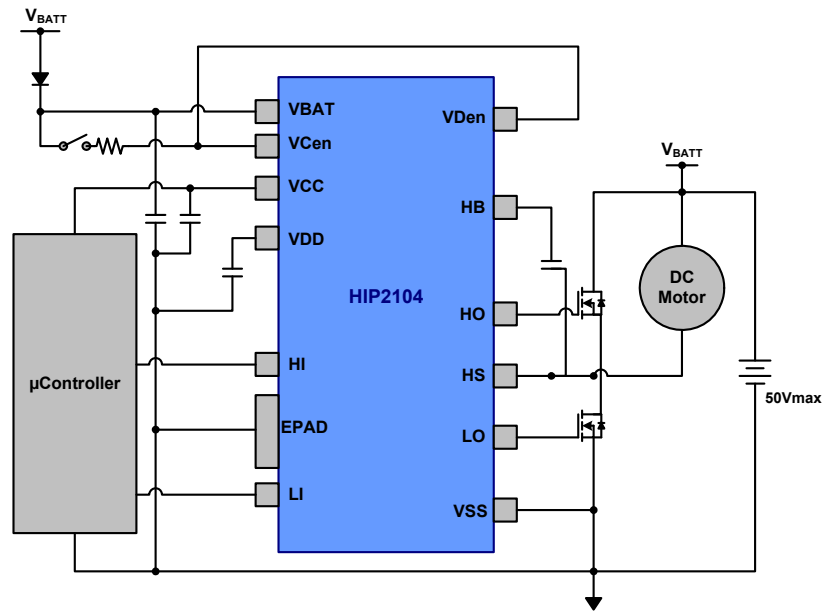 VBATT
VBAT
VCen
VCC
VDD
HIP2104
HI
EPAD
LI
VDen
HB
HO
HS
LO
VSS
µController
VBATT
DC
Motor
50Vmax